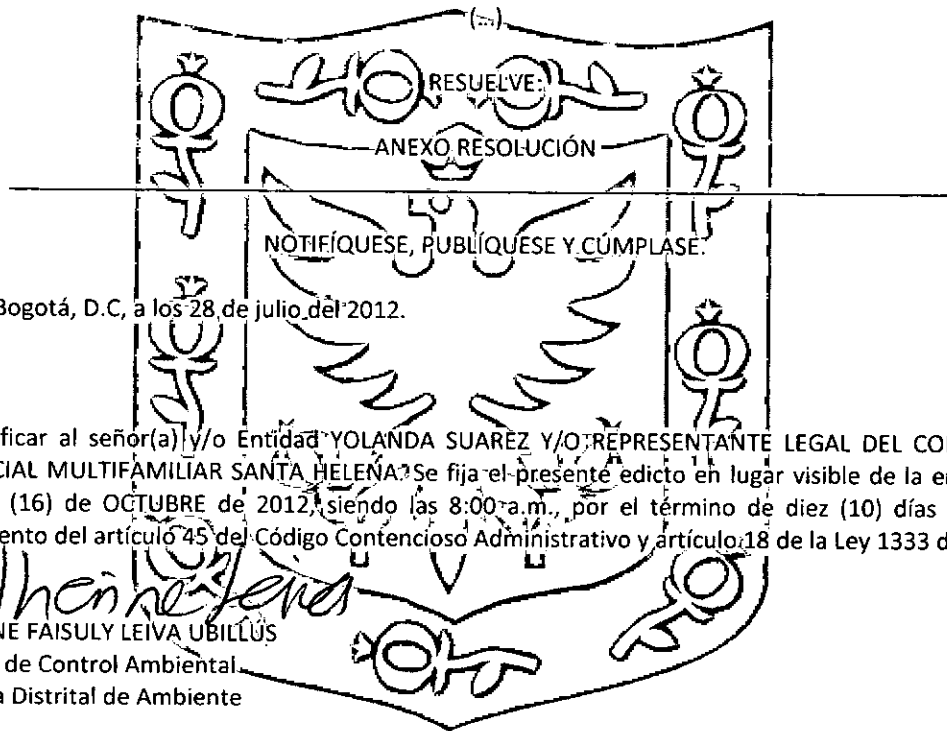 (...)
RESUELVE:
ANEXO RESOLUCIÓN
NOTIFÍQUESE, PUBLÍQUESE Y CÚMPLASE.
Bogotá, D.C, a los 28 de julio del 2012.
ficar al señor(a) y/o Entidad YOLANDA SUAREZ Y/O REPRESENTANTE LEGAL DEL CO
CIAL MULTIFAMILIAR SANTA HELENA. Se fija el presente edicto en lugar visible de la e
(16) de OCTUBRE de 2012, siendo las 8:00 a.m., por el término de diez (10) días
ento del artículo 45 del Código Contencioso Administrativo y artículo 18 de la Ley 1333 d
NE FAISULY LEIVA UBILLUS
de Control Ambiental
a Distrital de Ambiente